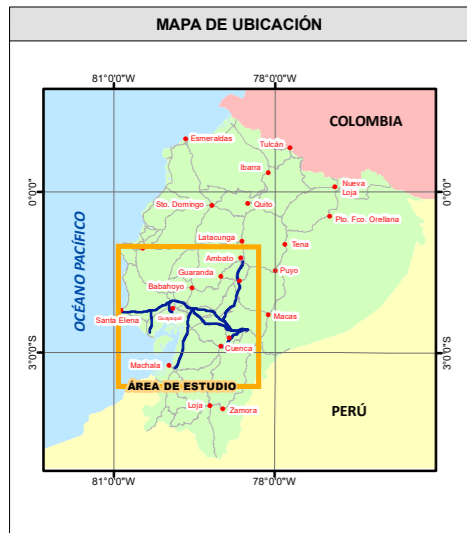 MAPA DE UBICACIÓN
81°0'0"W 78°0'0"W
COLOMBIA
Esmeraldas
Tulcán
Ibarra
Nueva
Loja
0°0'0"
0°0'0"
Sto. Domingo
Quito
Pto. Fco. Orellana
OCÉANO PACÍFICO
Latacunga
Tena
Ambato
Guaranda
Puyo
Babahoyo
Santa Elena
Guayaquil
Macas
Cuenca
3°0'0"S
3°0'0"S
Machala
ÁREA DE ESTUDIO
Loja
Zamora
PERÚ
81°0'0"W 78°0'0"W